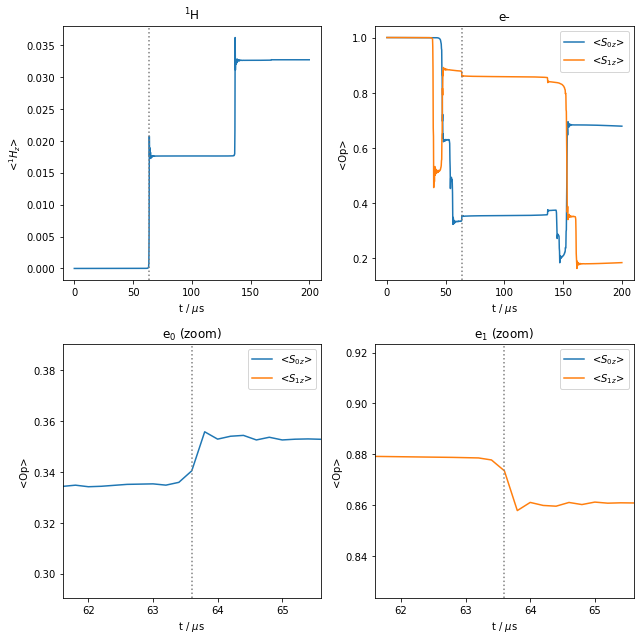 ¹H
<¹H_z>
0.035
0.030
0.025
0.020
0.015
0.010
0.005
0.000
0 50 100 150 200
t / μs
e-
<Op>
1.0
0.8
0.6
0.4
0.2
<S₀z>
<S₁z>
0 50 100 150 200
t / μs
e₀ (zoom)
<Op>
0.38
0.36
0.34
0.32
0.30
<S₀z>
<S₁z>
62 63 64 65
t / μs
e₁ (zoom)
<Op>
0.92
0.90
0.88
0.86
0.84
<S₀z>
<S₁z>
62 63 64 65
t / μs